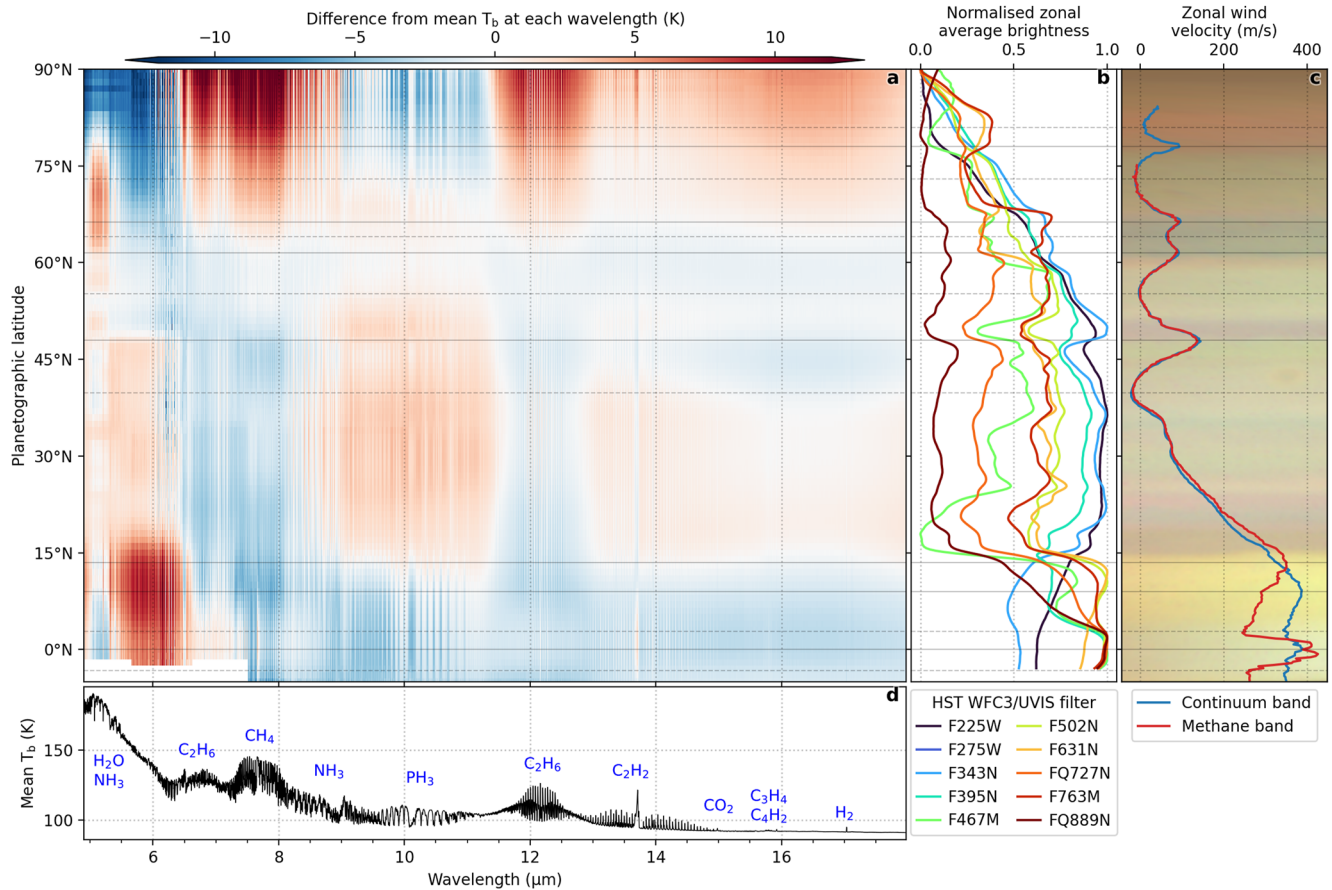 Difference from mean T_b at each wavelength (K)
−10 −5 0 5 10
Normalised zonal
average brightness
0.0 0.5 1.0
Zonal wind
velocity (m/s)
0 200 400
a
b
c
Planetographic latitude
90°N
75°N
60°N
45°N
30°N
15°N
0°N
d
Mean T_b (K)
150
100
H₂O
NH₃
C₂H₆
CH₄
NH₃
PH₃
C₂H₆
C₂H₂
CO₂
C₃H₄
C₄H₂
H₂
6 8 10 12 14 16
Wavelength (μm)
HST WFC3/UVIS filter
F225W
F275W
F343N
F395N
F467M
F502N
F631N
FQ727N
F763M
FQ889N
Continuum band
Methane band